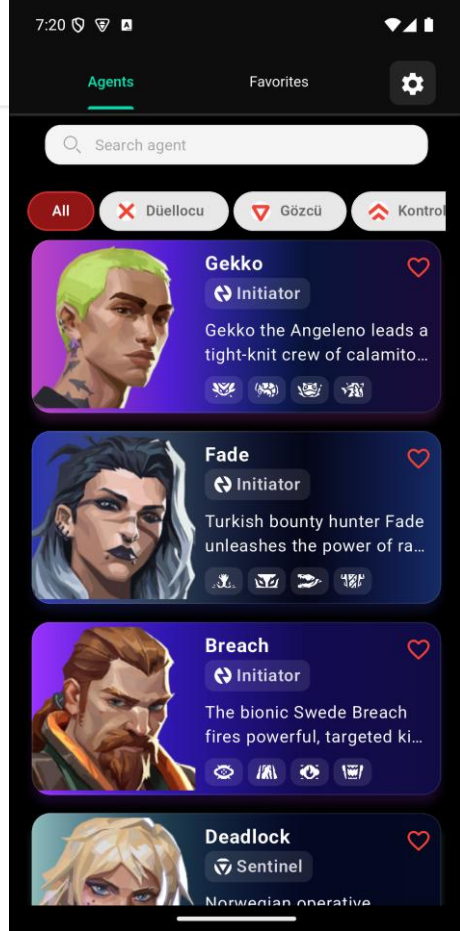 7:20
Agents
Favorites
Search agent
All
Düellocu
Gözcü
Kontrol
Gekko
Initiator
Gekko the Angeleno leads a
tight-knit crew of calamito...
Fade
Initiator
Turkish bounty hunter Fade
unleashes the power of ra...
Breach
Initiator
The bionic Swede Breach
fires powerful, targeted ki...
Deadlock
Sentinel
Norwegian operative